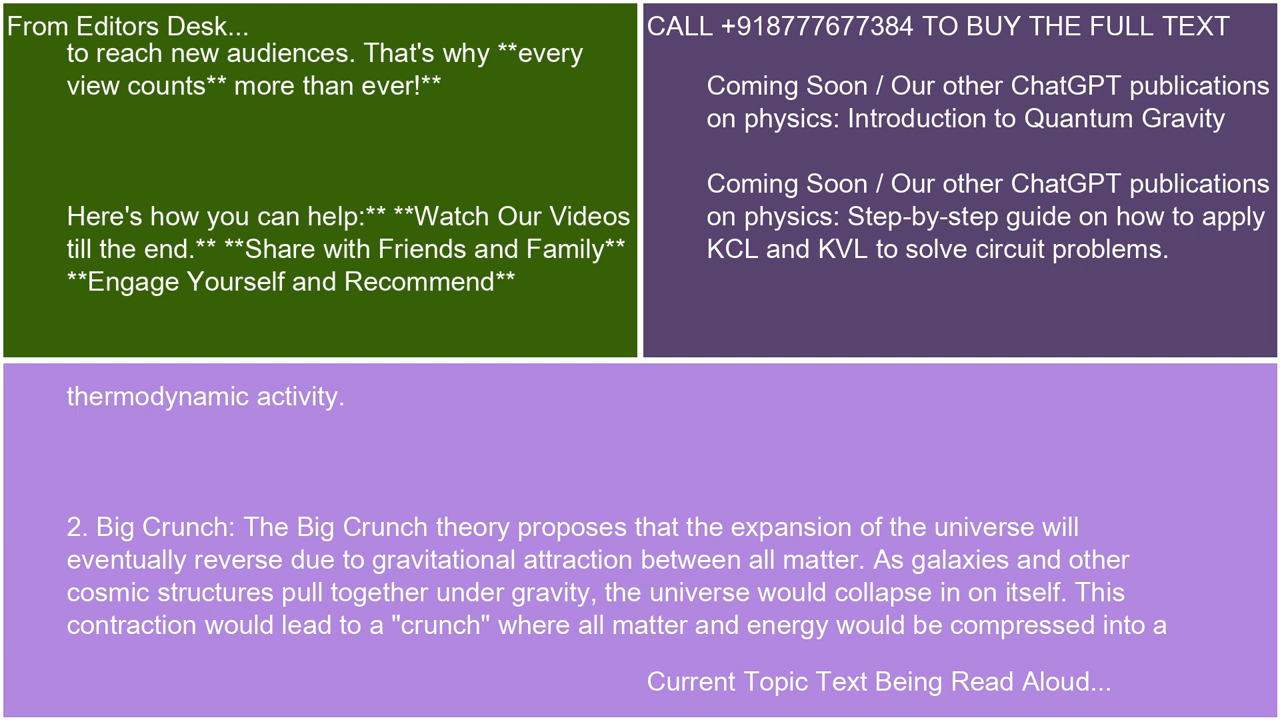 From Editors Desk...
to reach new audiences. That's why **every
view counts** more than ever!**
Here's how you can help:** **Watch Our Videos
till the end.** **Share with Friends and Family**
**Engage Yourself and Recommend**
CALL +918777677384 TO BUY THE FULL TEXT
Coming Soon / Our other ChatGPT publications
on physics: Introduction to Quantum Gravity
Coming Soon / Our other ChatGPT publications
on physics: Step-by-step guide on how to apply
KCL and KVL to solve circuit problems.
thermodynamic activity.
2. Big Crunch: The Big Crunch theory proposes that the expansion of the universe will
eventually reverse due to gravitational attraction between all matter. As galaxies and other
cosmic structures pull together under gravity, the universe would collapse in on itself. This
contraction would lead to a "crunch" where all matter and energy would be compressed into a
Current Topic Text Being Read Aloud...